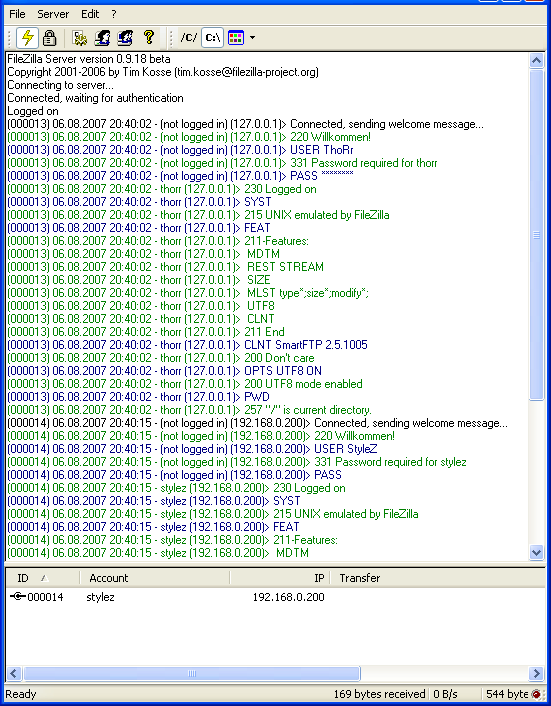 File Server Edit ?
/C/ C:\
FileZilla Server version 0.9.18 beta
Copyright 2001-2006 by Tim Kosse (tim.kosse@filezilla-project.org)
Connecting to server...
Connected, waiting for authentication
Logged on
(000013) 06.08.2007 20:40:02 - (not logged in) (127.0.0.1)> Connected, sending welcome message...
(000013) 06.08.2007 20:40:02 - (not logged in) (127.0.0.1)> 220 Willkommen!
(000013) 06.08.2007 20:40:02 - (not logged in) (127.0.0.1)> USER ThoRr
(000013) 06.08.2007 20:40:02 - (not logged in) (127.0.0.1)> 331 Password required for thorr
(000013) 06.08.2007 20:40:02 - (not logged in) (127.0.0.1)> PASS ********
(000013) 06.08.2007 20:40:02 - thorr (127.0.0.1)> 230 Logged on
(000013) 06.08.2007 20:40:02 - thorr (127.0.0.1)> SYST
(000013) 06.08.2007 20:40:02 - thorr (127.0.0.1)> 215 UNIX emulated by FileZilla
(000013) 06.08.2007 20:40:02 - thorr (127.0.0.1)> FEAT
(000013) 06.08.2007 20:40:02 - thorr (127.0.0.1)> 211-Features:
(000013) 06.08.2007 20:40:02 - thorr (127.0.0.1)> MDTM
(000013) 06.08.2007 20:40:02 - thorr (127.0.0.1)> REST STREAM
(000013) 06.08.2007 20:40:02 - thorr (127.0.0.1)> SIZE
(000013) 06.08.2007 20:40:02 - thorr (127.0.0.1)> MLST type*;size*;modify*;
(000013) 06.08.2007 20:40:02 - thorr (127.0.0.1)> UTF8
(000013) 06.08.2007 20:40:02 - thorr (127.0.0.1)> CLNT
(000013) 06.08.2007 20:40:02 - thorr (127.0.0.1)> 211 End
(000013) 06.08.2007 20:40:02 - thorr (127.0.0.1)> CLNT SmartFTP 2.5.1005
(000013) 06.08.2007 20:40:02 - thorr (127.0.0.1)> 200 Don't care
(000013) 06.08.2007 20:40:02 - thorr (127.0.0.1)> OPTS UTF8 ON
(000013) 06.08.2007 20:40:02 - thorr (127.0.0.1)> 200 UTF8 mode enabled
(000013) 06.08.2007 20:40:02 - thorr (127.0.0.1)> PWD
(000013) 06.08.2007 20:40:02 - thorr (127.0.0.1)> 257 "/" is current directory.
(000014) 06.08.2007 20:40:15 - (not logged in) (192.168.0.200)> Connected, sending welcome message...
(000014) 06.08.2007 20:40:15 - (not logged in) (192.168.0.200)> 220 Willkommen!
(000014) 06.08.2007 20:40:15 - (not logged in) (192.168.0.200)> USER StyleZ
(000014) 06.08.2007 20:40:15 - (not logged in) (192.168.0.200)> 331 Password required for stylez
(000014) 06.08.2007 20:40:15 - (not logged in) (192.168.0.200)> PASS
(000014) 06.08.2007 20:40:15 - stylez (192.168.0.200)> 230 Logged on
(000014) 06.08.2007 20:40:15 - stylez (192.168.0.200)> SYST
(000014) 06.08.2007 20:40:15 - stylez (192.168.0.200)> 215 UNIX emulated by FileZilla
(000014) 06.08.2007 20:40:15 - stylez (192.168.0.200)> FEAT
(000014) 06.08.2007 20:40:15 - stylez (192.168.0.200)> 211-Features:
(000014) 06.08.2007 20:40:15 - stylez (192.168.0.200)> MDTM
ID Account IP Transfer
000014 stylez 192.168.0.200
Ready 169 bytes received 0 B/s 544 byte